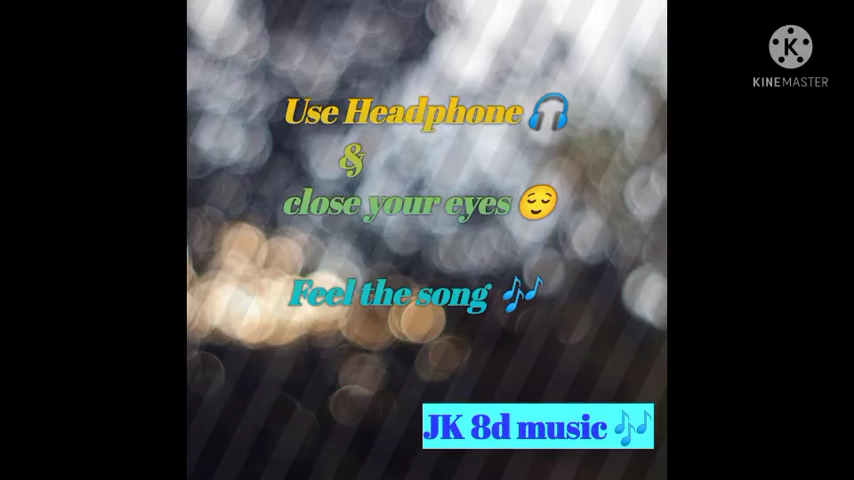 Use Headphone 🎧
&
close your eyes 😌
Feel the song 🎶
JK 8d music 🎶
K
KINEMASTER